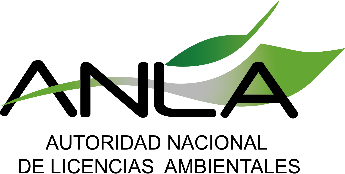 ANLA
AUTORIDAD NACIONAL
DE LICENCIAS AMBIENTALES